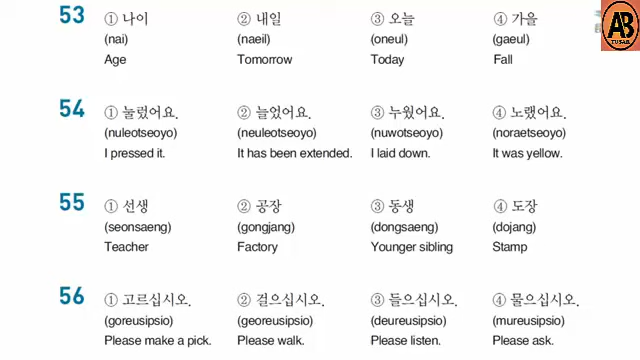 53 ① 나이 ② 내일 ③ 오늘 ④ 가을
(nai) (naeil) (oneul) (gaeul)
Age Tomorrow Today Fall
54 ① 눌렀어요. ② 늘었어요. ③ 누웠어요. ④ 노랬어요.
(nuleotseoyo) (neuleotseoyo) (nuwotseoyo) (noraetseoyo)
I pressed it. It has been extended. I laid down. It was yellow.
55 ① 선생 ② 공장 ③ 동생 ④ 도장
(seonsaeng) (gongjang) (dongsaeng) (dojang)
Teacher Factory Younger sibling Stamp
56 ① 고르십시오. ② 걸으십시오. ③ 들으십시오. ④ 물으십시오.
(goreusipsio) (georeusipsio) (deureusipsio) (mureusipsio)
Please make a pick. Please walk. Please listen. Please ask.
AB
TUSAR